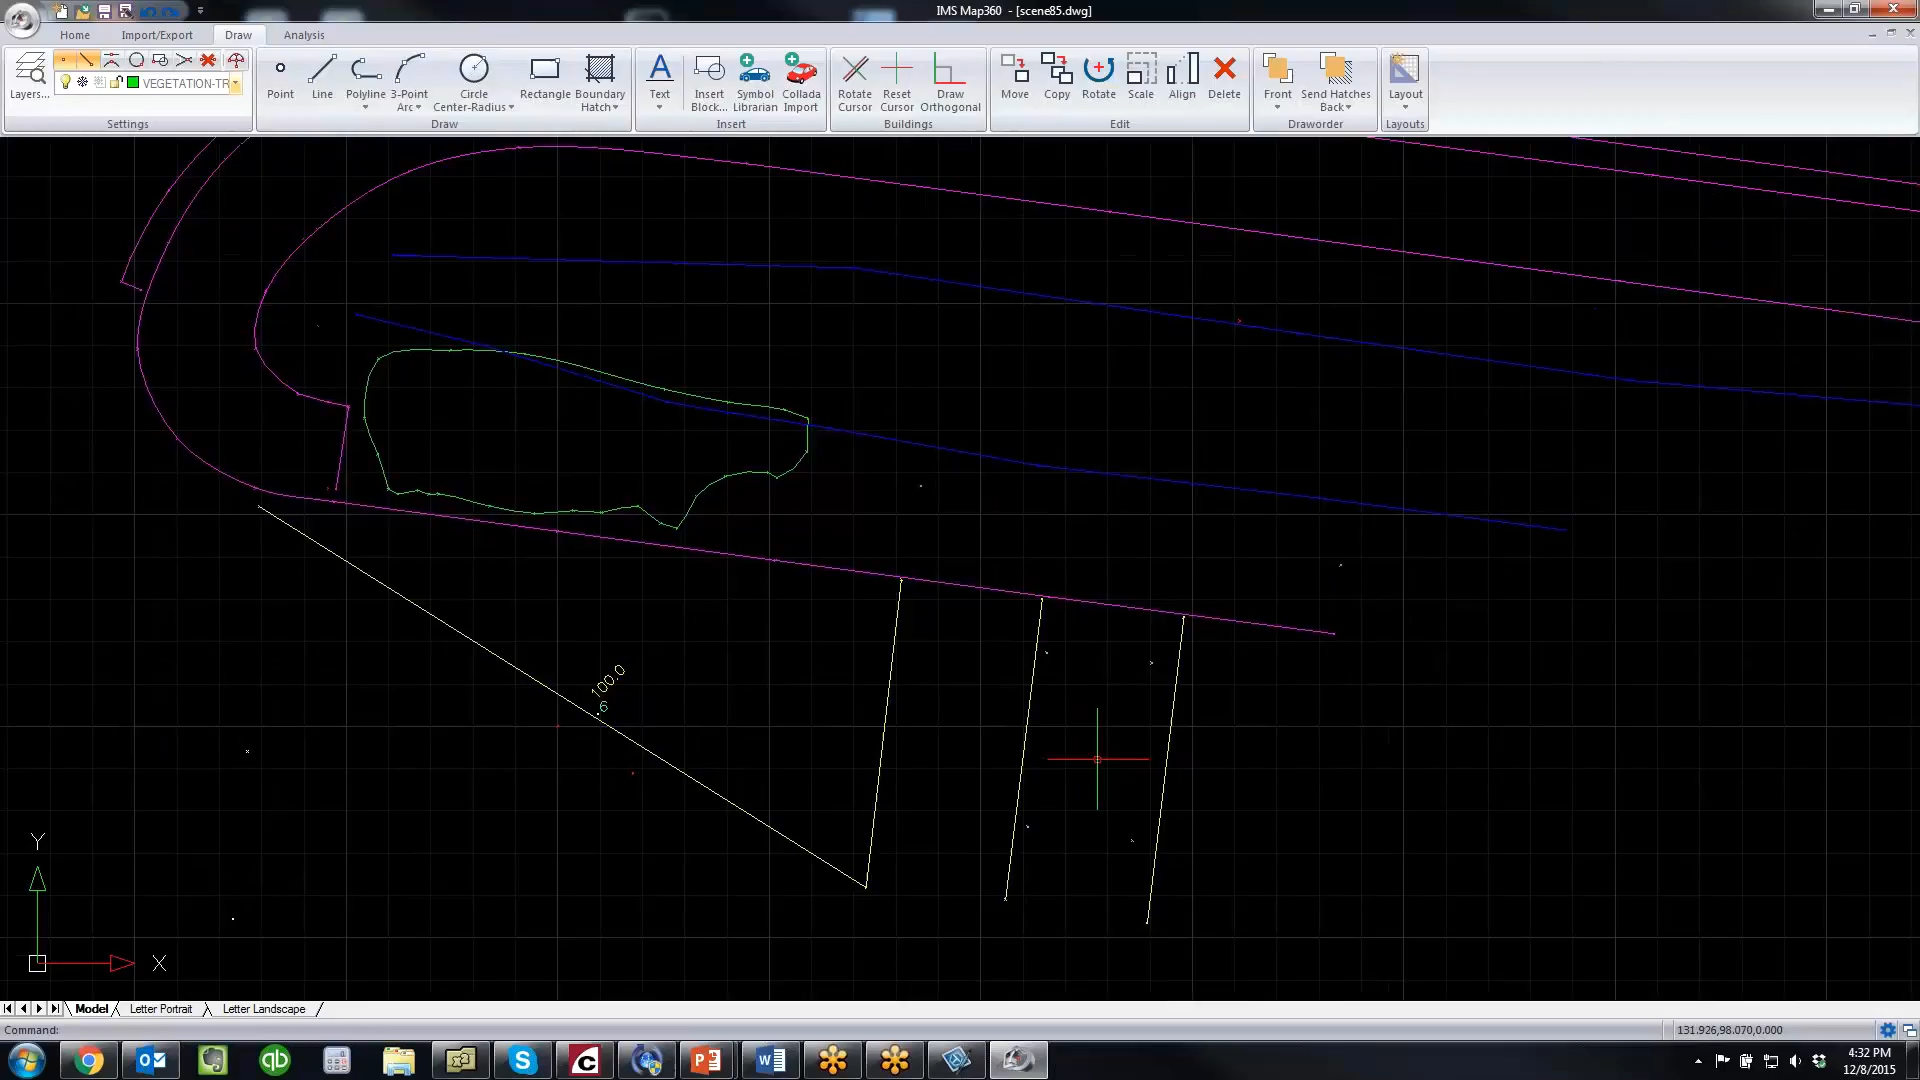 IMS Map360 - [scene85.dwg]
Home
Import/Export
Draw
Analysis
Layers...
VEGETATION-TR
Settings
Point
Line
Polyline
3-Point
Arc
Circle
Center-Radius
Rectangle
Boundary
Hatch
Draw
Text
Insert
Block...
Symbol
Librarian
Collada
Import
Insert
Rotate
Cursor
Reset
Cursor
Draw
Orthogonal
Buildings
Move
Copy
Rotate
Scale
Align
Delete
Edit
Front
Send Hatches
Back
Draworder
Layout
Layouts
100.0
.6
Y
X
Model
Letter Portrait
Letter Landscape
Command:
131.926,98.070,0.000
4:32 PM
12/8/2015